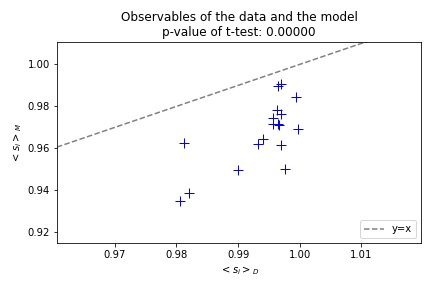 Observables of the data and the model
p-value of t-test: 0.00000
1.00
0.98
0.96
0.94
0.92
< s_i >_M
0.97
0.98
0.99
1.00
1.01
< s_i >_D
y=x